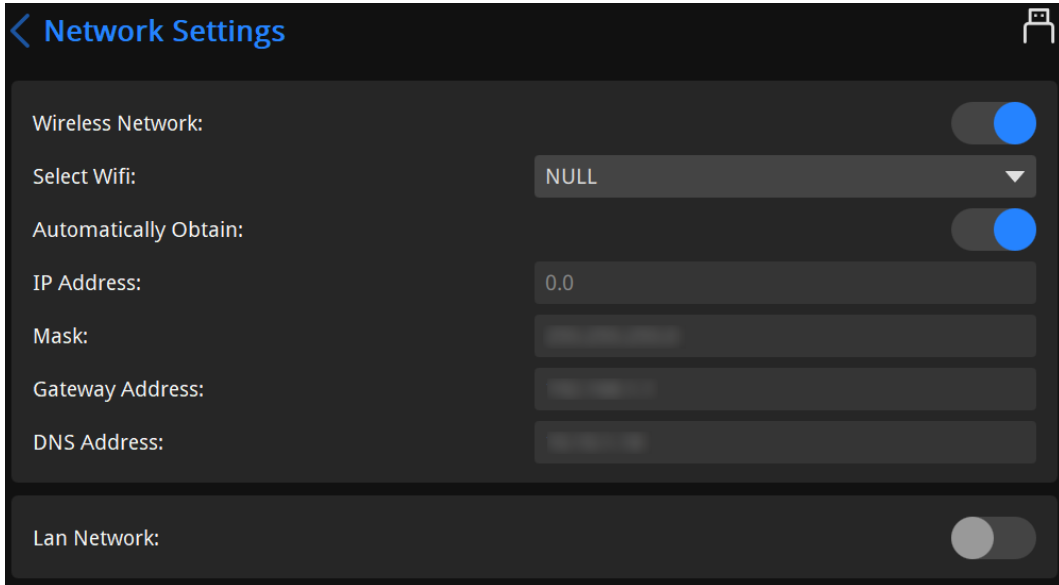 Network Settings
Wireless Network:
Select Wifi: NULL
Automatically Obtain:
IP Address: 0.0
Mask:
Gateway Address:
DNS Address:
Lan Network: